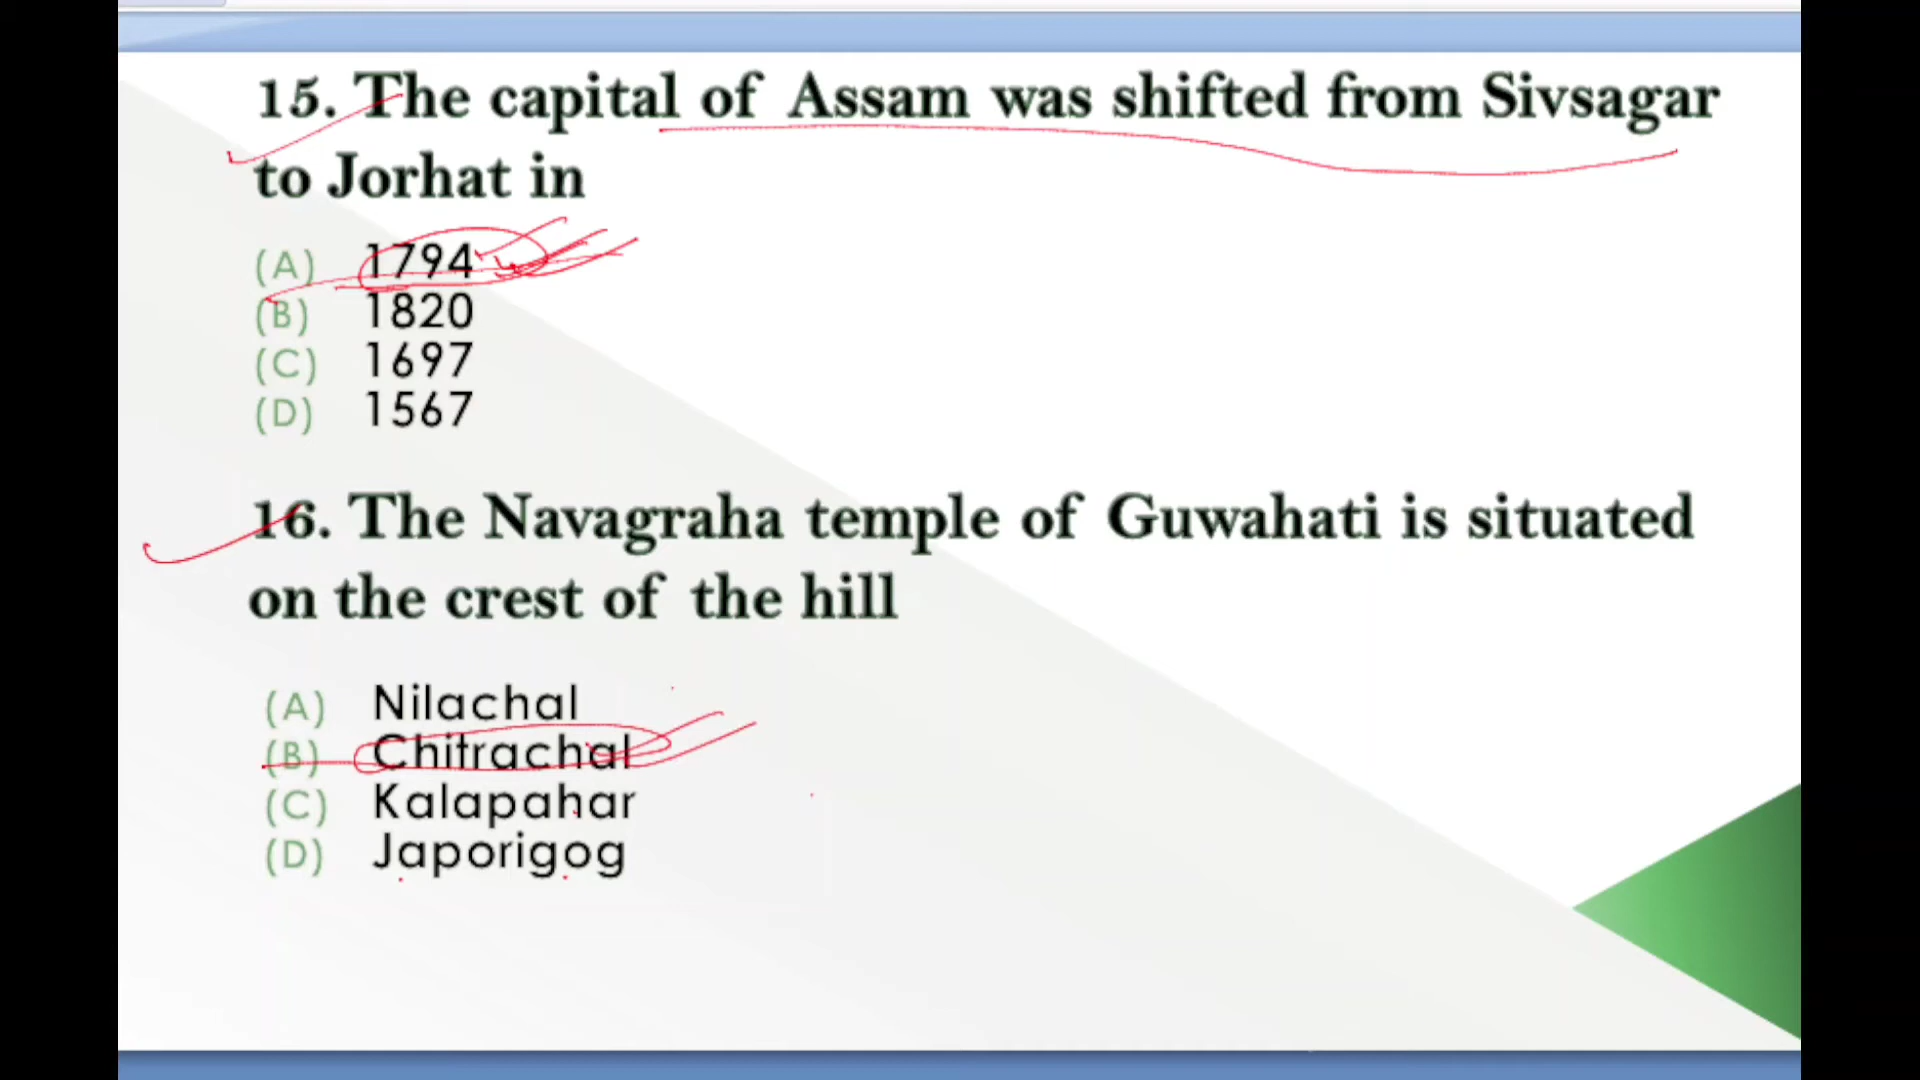 15. The capital of Assam was shifted from Sivsagar
to Jorhat in
(A) 1794
(B) 1820
(C) 1697
(D) 1567
16. The Navagraha temple of Guwahati is situated
on the crest of the hill
(A) Nilachal
(B) Chitrachal
(C) Kalapahar
(D) Japorigog